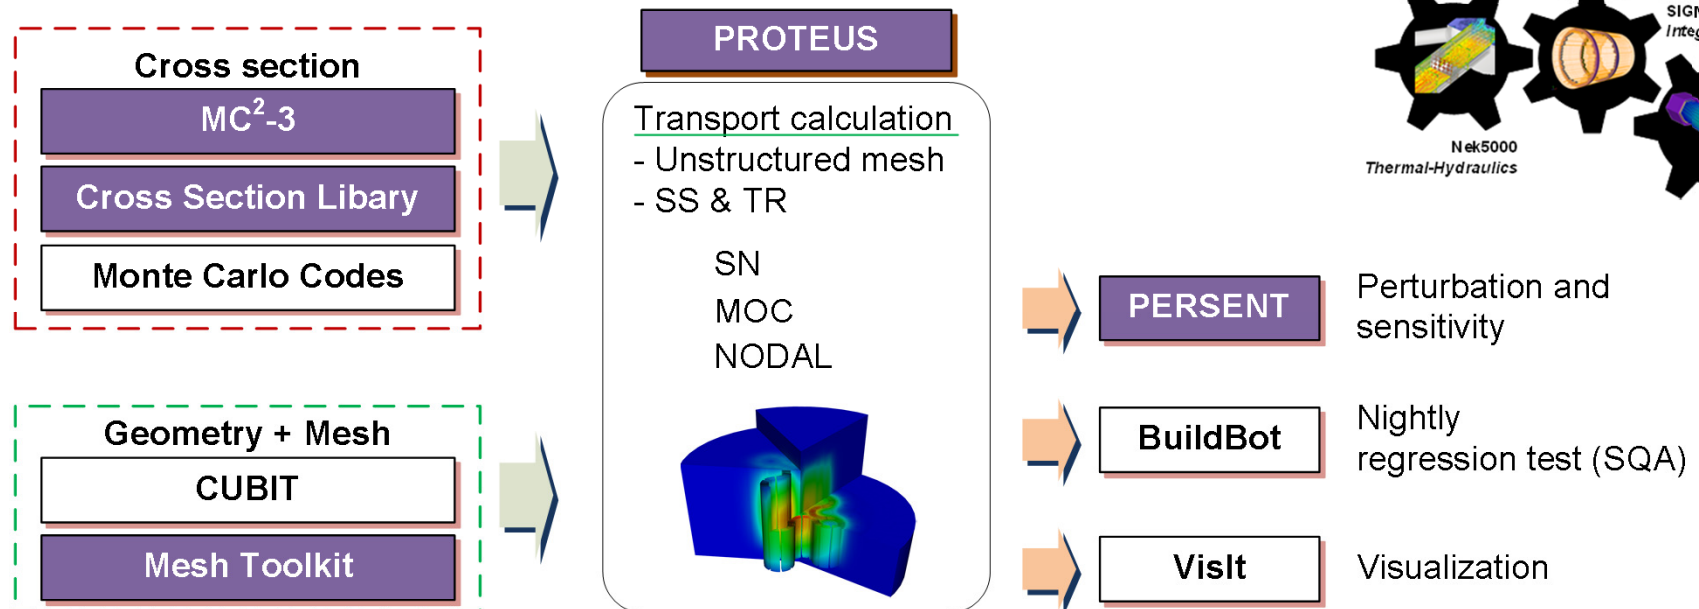 Cross section
MC²-3
Cross Section Libary
Monte Carlo Codes
Geometry + Mesh
CUBIT
Mesh Toolkit
PROTEUS
Transport calculation
- Unstructured mesh
- SS & TR
SN
MOC
NODAL
Nek5000
Thermal-Hydraulics
PERSENT
Perturbation and
sensitivity
BuildBot
Nightly
regression test (SQA)
VisIt
Visualization